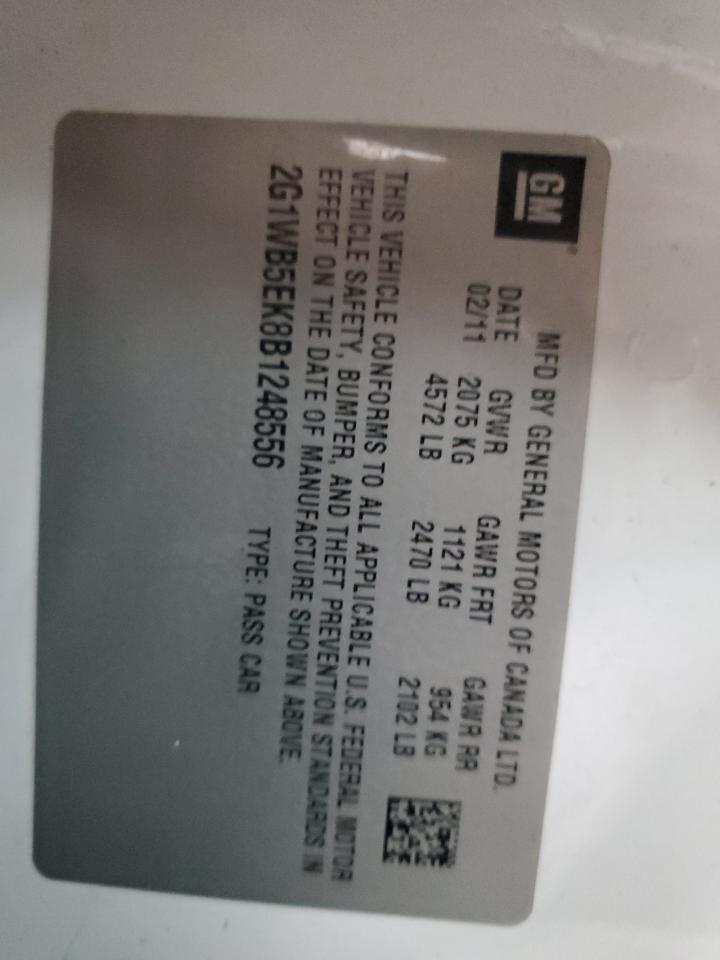 GM
MFD BY GENERAL MOTORS OF CANADA LTD.
DATE GVWR GAWR FRT GAWR RR
02/11 2075 KG 1121 KG 954 KG
4572 LB 2470 LB 2102 LB
THIS VEHICLE CONFORMS TO ALL APPLICABLE U.S. FEDERAL MOTOR
VEHICLE SAFETY, BUMPER, AND THEFT PREVENTION STANDARDS IN
EFFECT ON THE DATE OF MANUFACTURE SHOWN ABOVE.
2G1WB5EK8B1248556 TYPE: PASS CAR